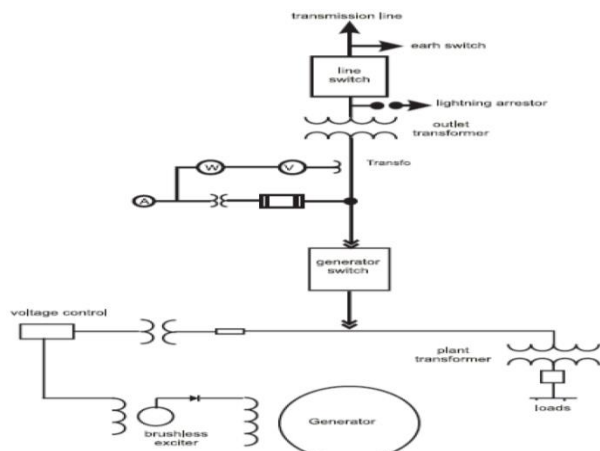 transmission line
earh switch
line
switch
lightning arrestor
outlet
transformer
Transfo
W
V
A
generator
switch
voltage control
plant
transformer
loads
Generator
brushless
exciter